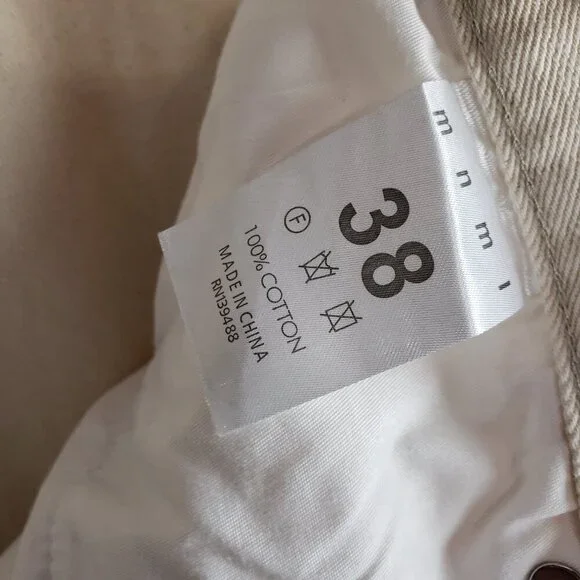 m n m l
38
F
100% COTTON
MADE IN CHINA
RN139488